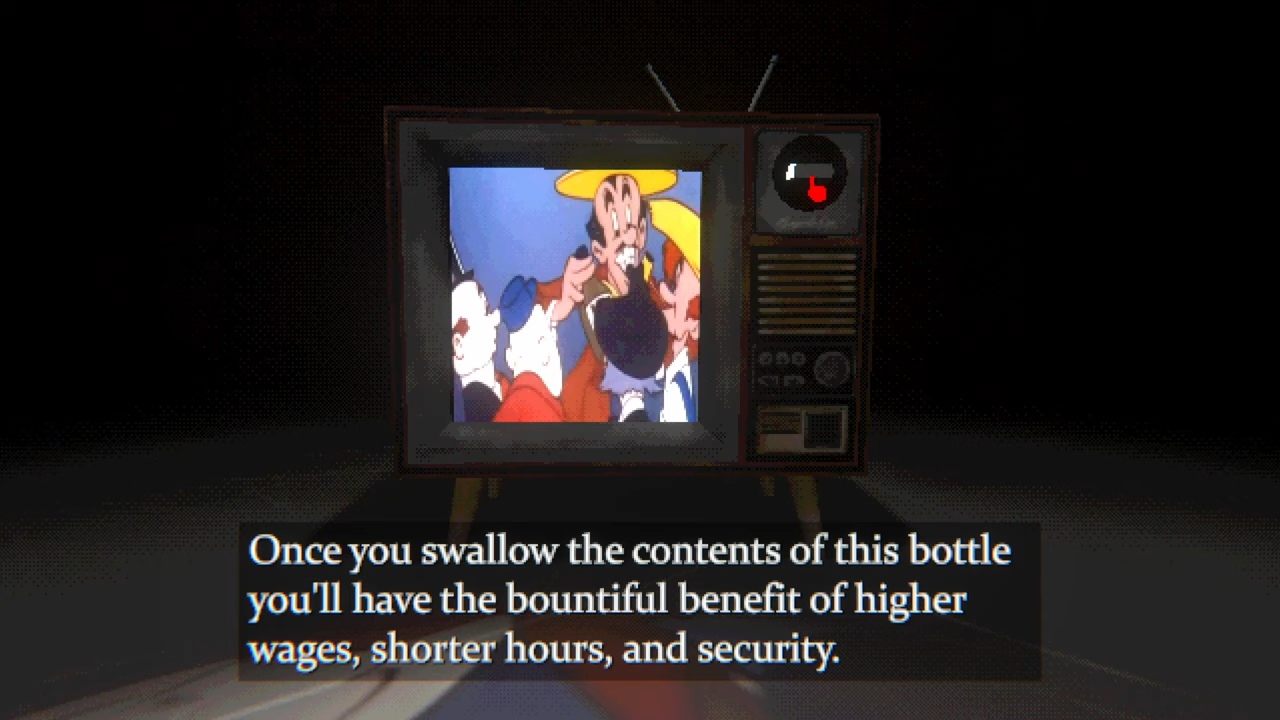 Once you swallow the contents of this bottle
you'll have the bountiful benefit of higher
wages, shorter hours, and security.